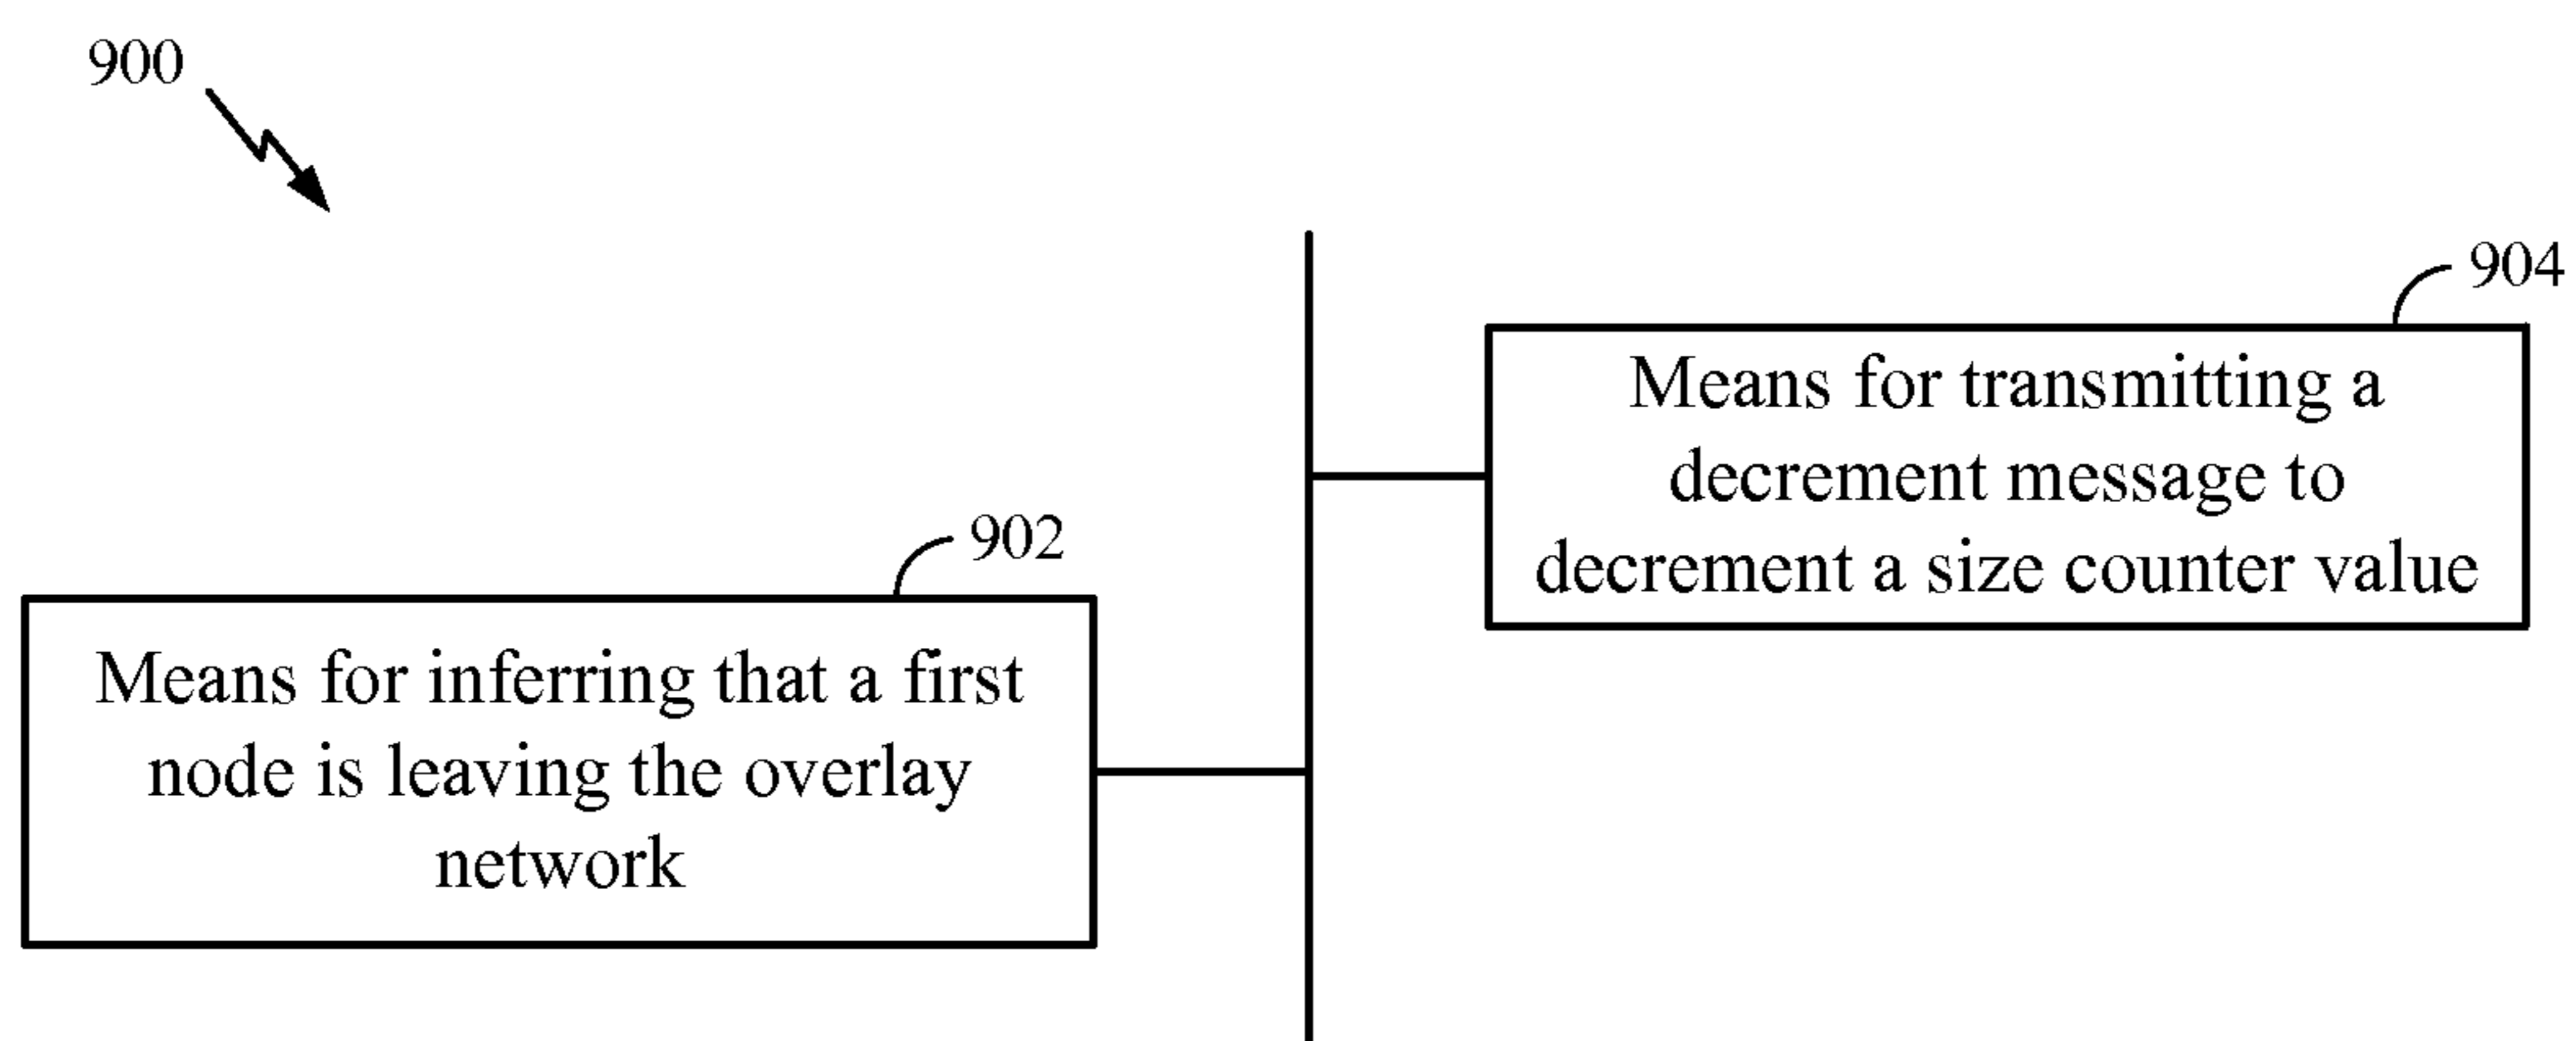 900
904
Means for transmitting a
decrement message to
decrement a size counter value
902
Means for inferring that a first
node is leaving the overlay
network